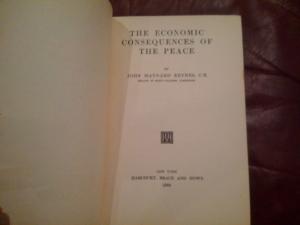 THE ECONOMIC
CONSEQUENCES OF
THE PEACE
BY
JOHN MAYNARD KEYNES, C.B.
NEW YORK
HARCOURT, BRACE AND HOWE
1920